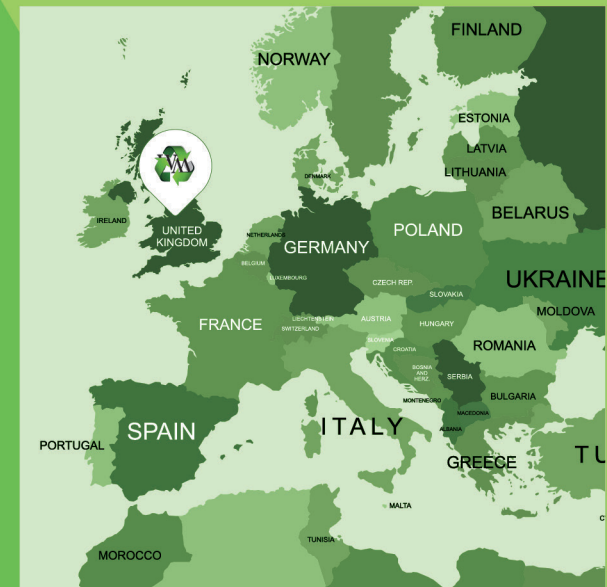 FINLAND
NORWAY
ESTONIA
LATVIA
LITHUANIA
DENMARK
IRELAND
UNITED
KINGDOM
NETHERLANDS
BELARUS
POLAND
GERMANY
BELGIUM
LUXEMBOURG
CZECH REP.
UKRAINE
SLOVAKIA
MOLDOVA
FRANCE
LIECHTENSTEIN
SWITZERLAND
AUSTRIA
HUNGARY
SLOVENIA
CROATIA
ROMANIA
BOSNIA
AND
HERZ.
SERBIA
MONTENEGRO
BULGARIA
MACEDONIA
ALBANIA
ITALY
SPAIN
PORTUGAL
GREECE
TU
MALTA
C
TUNISIA
MOROCCO